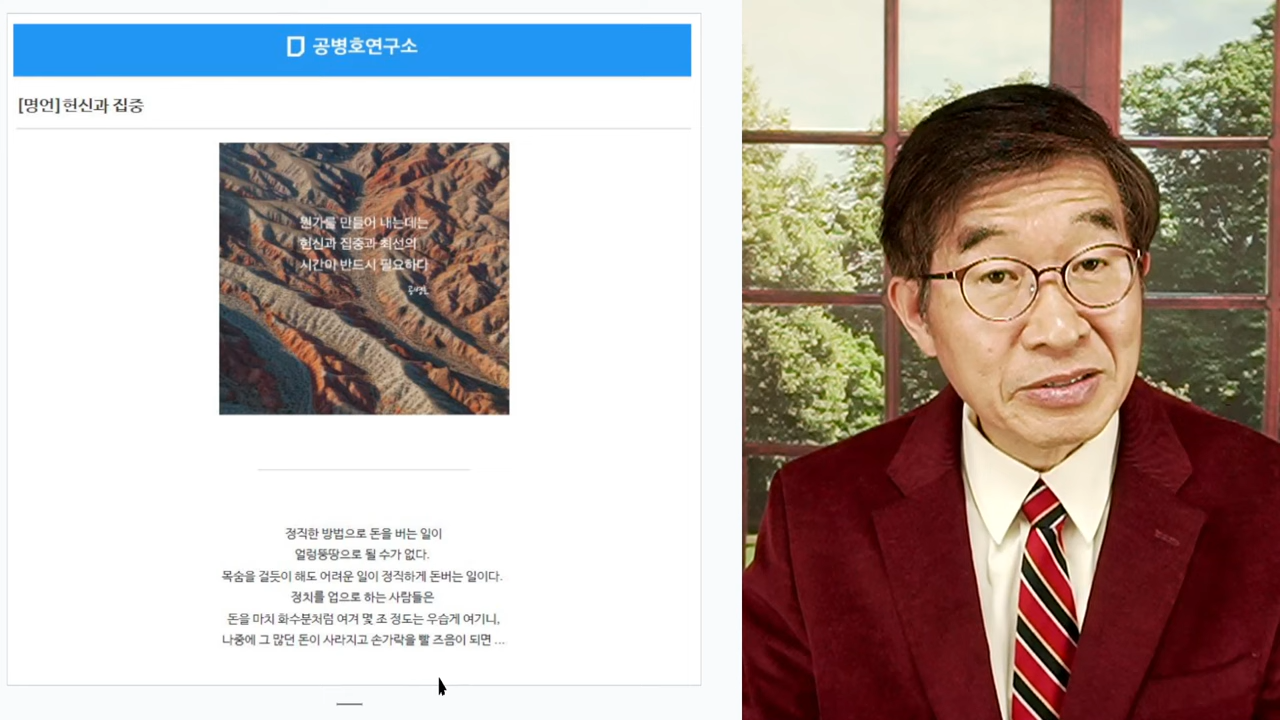 공병호연구소
[명언] 헌신과 집중
뭔가를 만들어 내는데는
헌신과 집중과 최선의
시간이 반드시 필요하다
공병호
정직한 방법으로 돈을 버는 일이
얼렁뚱땅으로 될 수가 없다.
목숨을 걸듯이 해도 어려운 일이 정직하게 돈버는 일이다.
정치를 업으로 하는 사람들은
돈을 마치 화수분처럼 여겨 몇 조 정도는 우습게 여기니,
나중에 그 많던 돈이 사라지고 손가락을 빨 즈음이 되면 ...